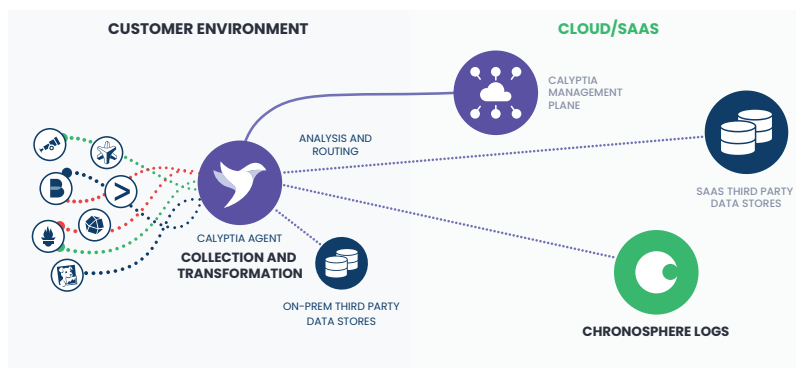 CUSTOMER ENVIRONMENT
CLOUD/SAAS
CALYPTIA
MANAGEMENT
PLANE
ANALYSIS AND
ROUTING
SAAS THIRD PARTY
DATA STORES
CALYPTIA AGENT
COLLECTION AND
TRANSFORMATION
ON-PREM THIRD PARTY
DATA STORES
CHRONOSPHERE LOGS